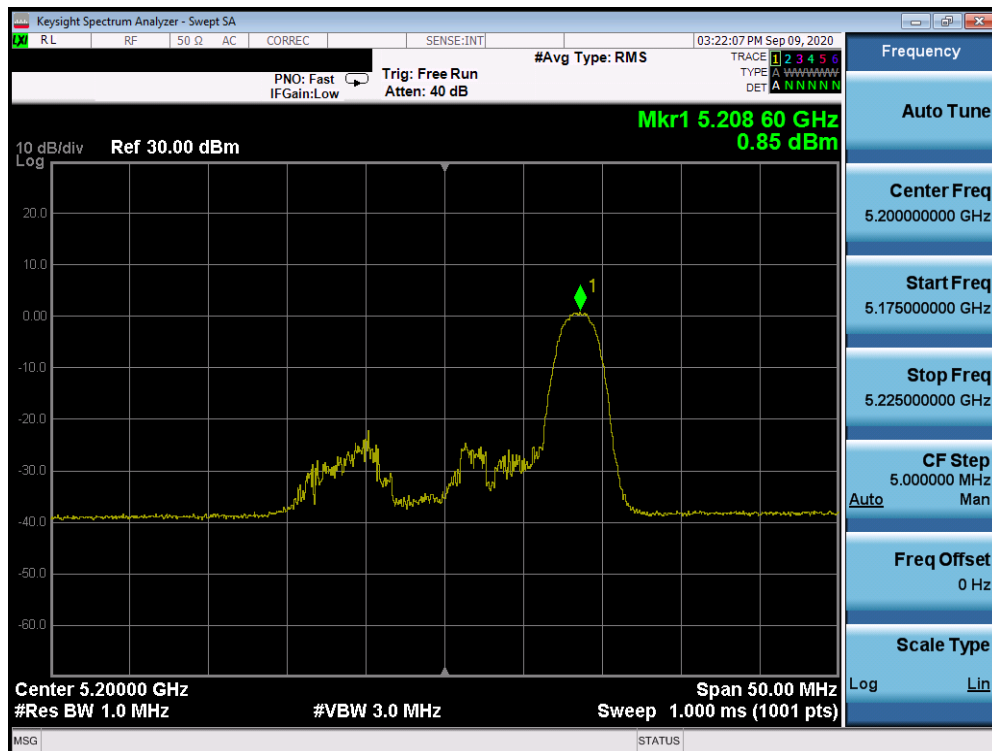 Keysight Spectrum Analyzer - Swept SA
LXI RL RF 50 Ω AC CORREC SENSE:INT 03:22:07 PM Sep 09, 2020
#Avg Type: RMS
TRACE 1 2 3 4 5 6
TYPE A WWWWW
DET A N N N N N
PNO: Fast
IFGain:Low
Trig: Free Run
Atten: 40 dB
Mkr1 5.208 60 GHz
0.85 dBm
10 dB/div
Log
Ref 30.00 dBm
20.0
10.0
0.00
-10.0
-20.0
-30.0
-40.0
-50.0
-60.0
1
Center 5.20000 GHz
Span 50.00 MHz
#Res BW 1.0 MHz
#VBW 3.0 MHz
Sweep 1.000 ms (1001 pts)
MSG
STATUS
Frequency
Auto Tune
Center Freq
5.200000000 GHz
Start Freq
5.175000000 GHz
Stop Freq
5.225000000 GHz
CF Step
5.000000 MHz
Auto Man
Freq Offset
0 Hz
Scale Type
Log Lin